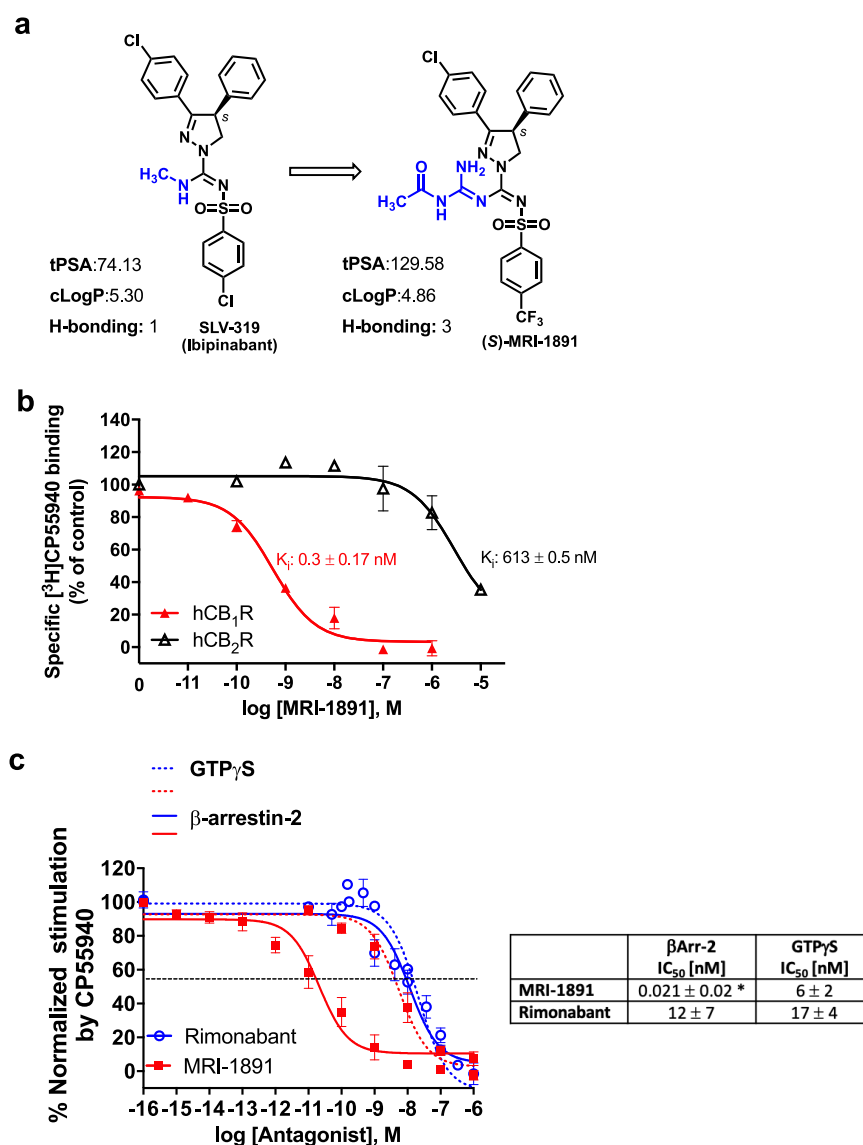 a
Cl
N
N
S
H3C
N
H
N
O
S
O
Cl
tPSA:74.13
cLogP:5.30
H-bonding: 1
SLV-319
(Ibipinabant)
Cl
S
N
N
NH2
O
H3C
N
H
N
N
O
S
O
CF3
tPSA:129.58
cLogP:4.86
H-bonding: 3
(S)-MRI-1891
b
Specific [³H]CP55940 binding
(% of control)
140
120
100
80
60
40
20
0
Ki: 0.3 ± 0.17 nM
Ki: 613 ± 0.5 nM
hCB1R
hCB2R
0 -11 -10 -9 -8 -7 -6 -5
log [MRI-1891], M
c
GTPγS
β-arrestin-2
% Normalized stimulation
by CP55940
120
100
80
60
40
20
0
Rimonabant
MRI-1891
-16 -15 -14 -13 -12 -11 -10 -9 -8 -7 -6
log [Antagonist], M
βArr-2 IC50 [nM] GTPγS IC50 [nM]
MRI-1891 0.021 ± 0.02 * 6 ± 2
Rimonabant 12 ± 7 17 ± 4